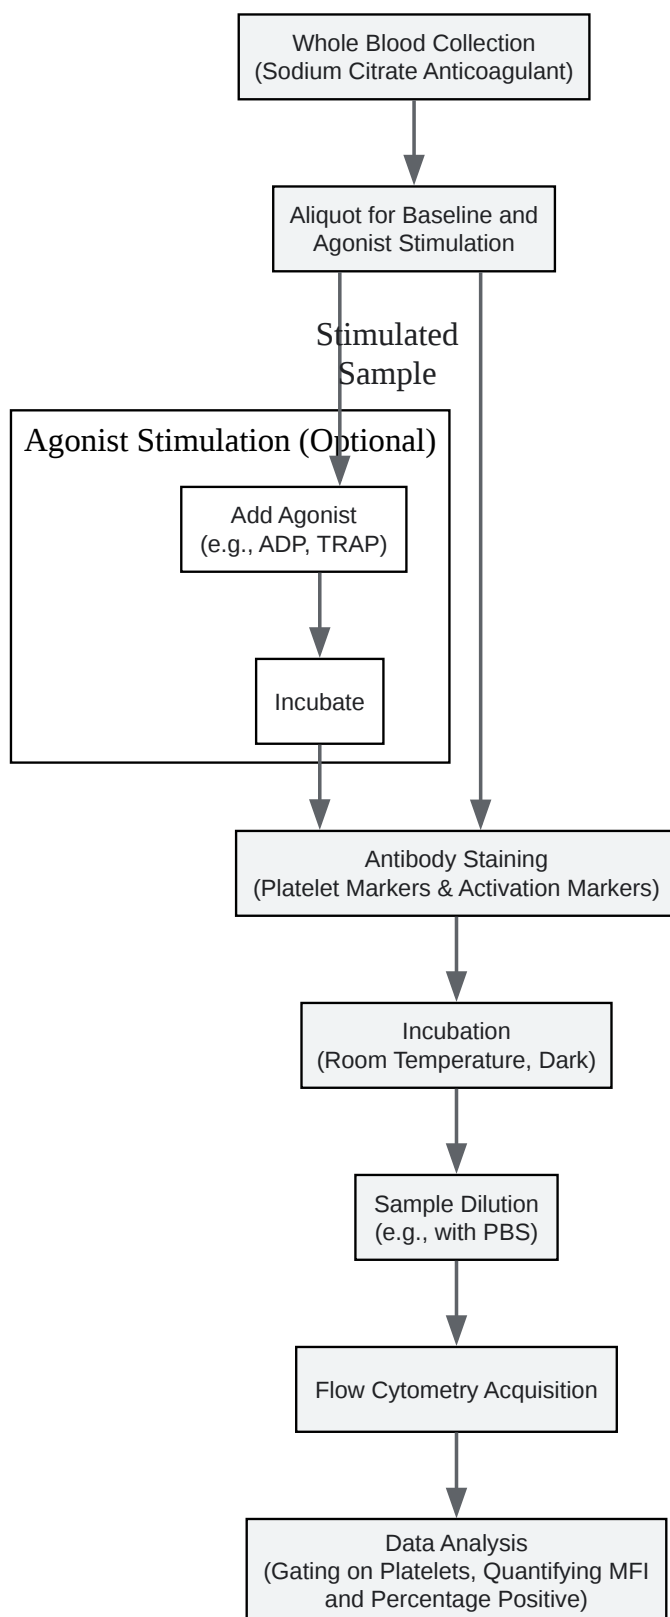 Whole Blood Collection
(Sodium Citrate Anticoagulant)
Aliquot for Baseline and
Agonist Stimulation
Stimulated
Sample
Agonist Stimulation (Optional)
Add Agonist
(e.g., ADP, TRAP)
Incubate
Antibody Staining
(Platelet Markers & Activation Markers)
Incubation
(Room Temperature, Dark)
Sample Dilution
(e.g., with PBS)
Flow Cytometry Acquisition
Data Analysis
(Gating on Platelets, Quantifying MFI
and Percentage Positive)